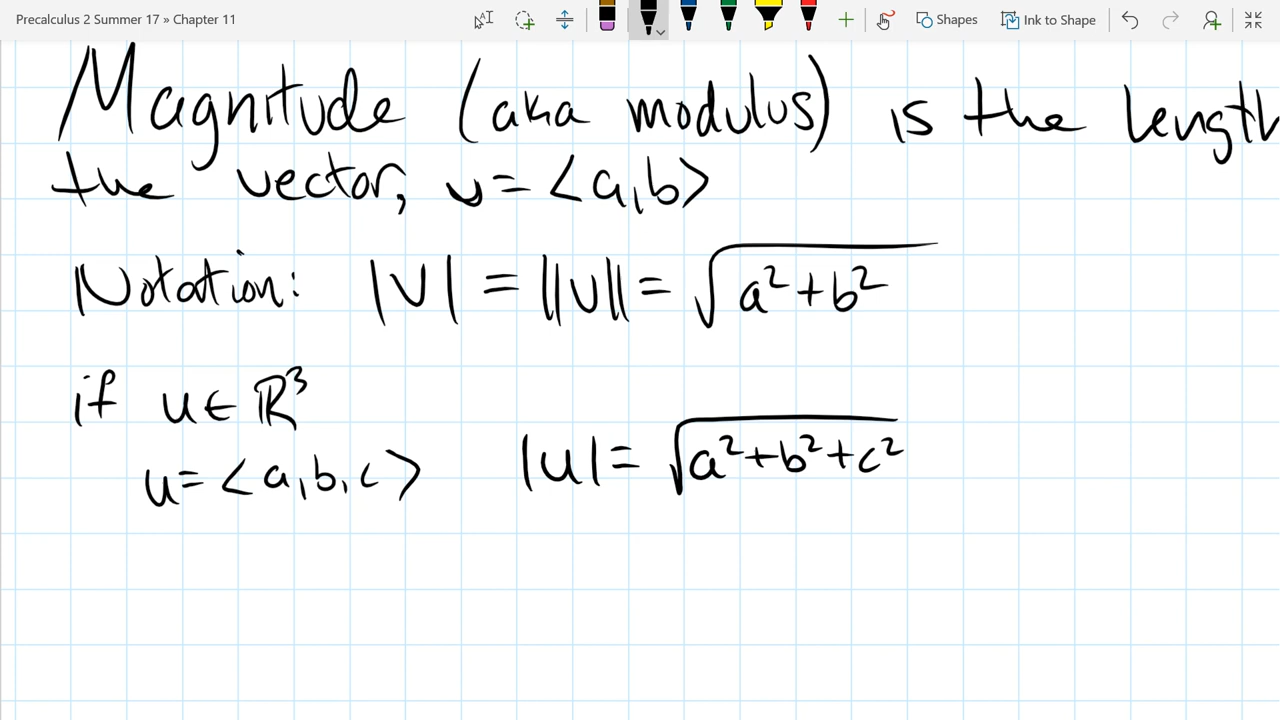 Precalculus 2 Summer 17 » Chapter 11
Shapes
Ink to Shape
Magnitude (aka modulus) is the length
the vector, v = <a,b>
Notation: |v| = ||v|| = √a²+b²
if u ∈ ℝ³
u = <a,b,c> |u| = √a²+b²+c²